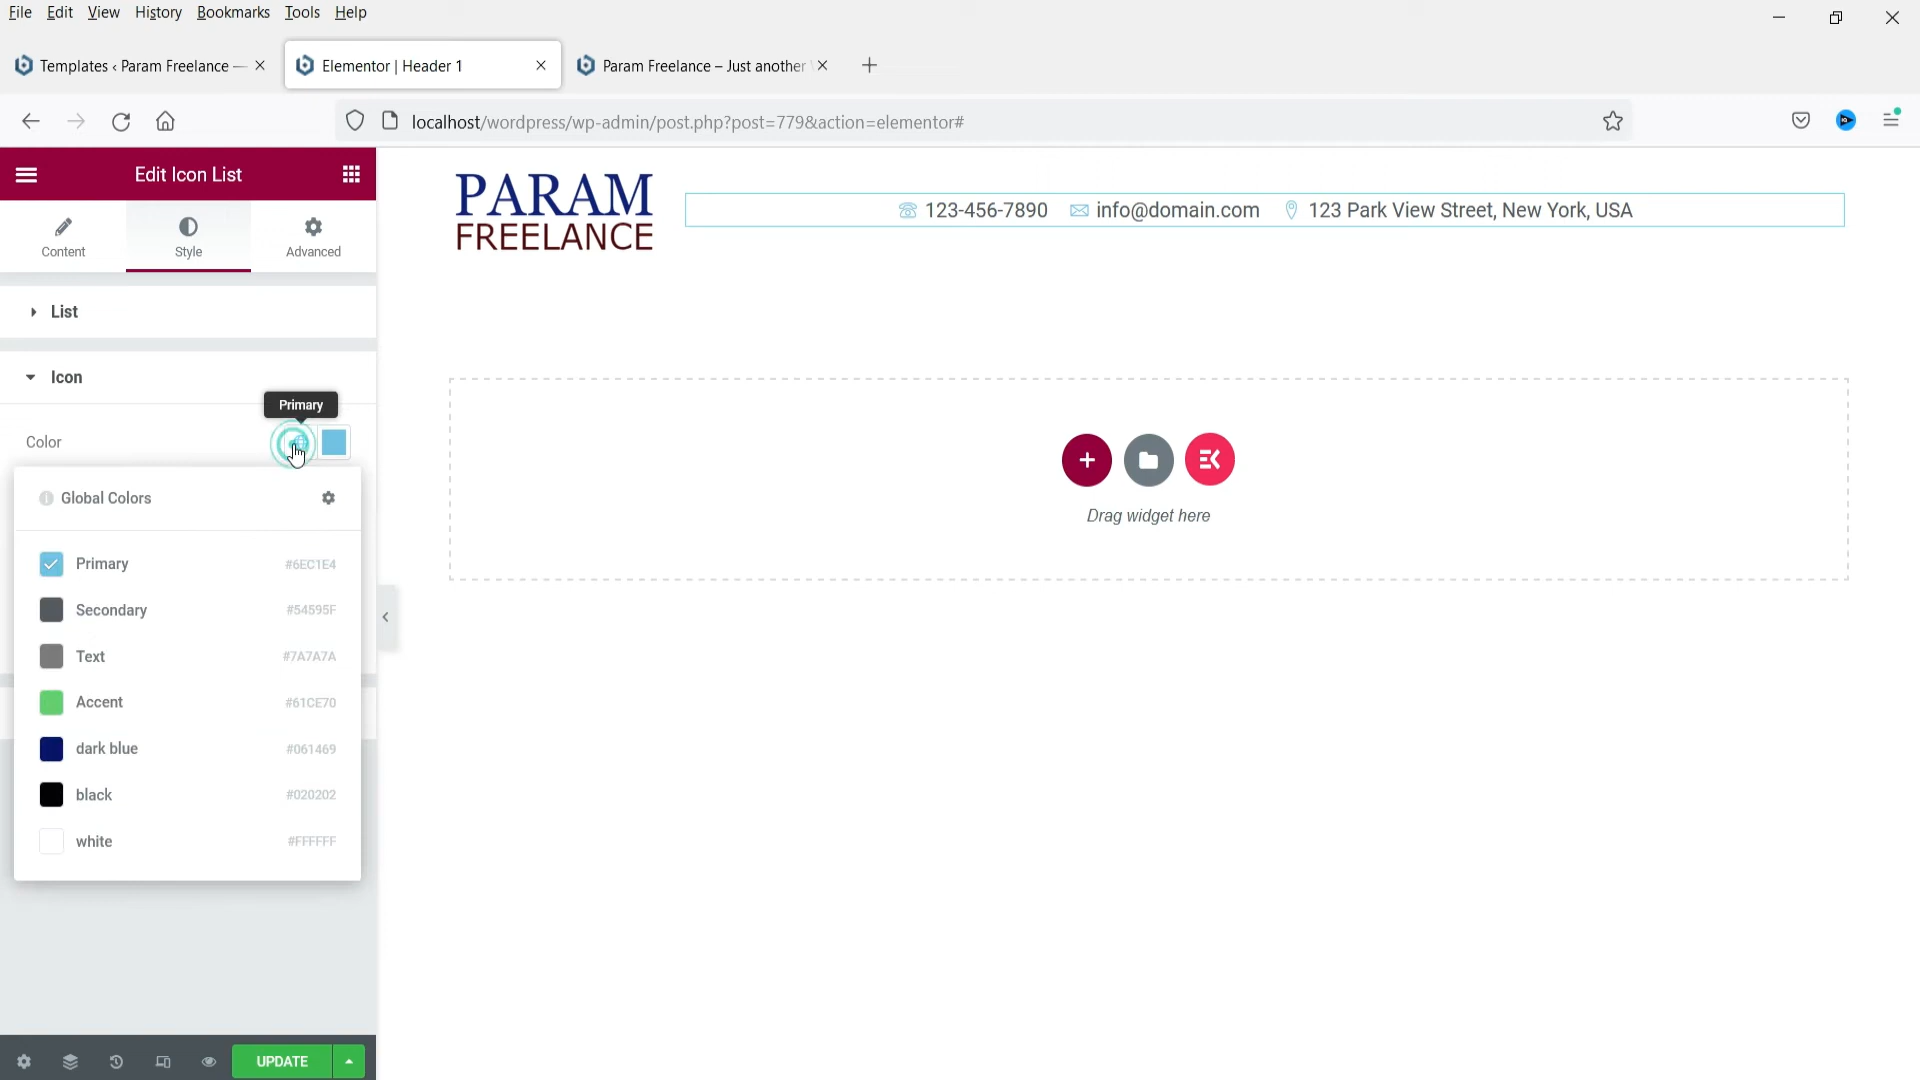 File Edit View History Bookmarks Tools Help
Templates ‹ Param Freelance —
Elementor | Header 1
Param Freelance – Just another
localhost/wordpress/wp-admin/post.php?post=779&action=elementor#
Edit Icon List
Content
Style
Advanced
List
Icon
Primary
Color
Global Colors
Primary #6EC1E4
Secondary #54595F
Text #7A7A7A
Accent #61CE70
dark blue #061469
black #020202
white #FFFFFF
UPDATE
PARAM
FREELANCE
123-456-7890 info@domain.com 123 Park View Street, New York, USA
Drag widget here